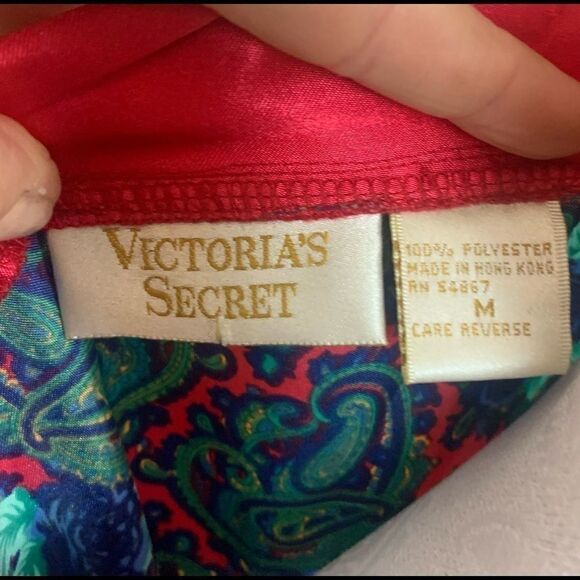 VICTORIA'S
SECRET
100% POLYESTER
MADE IN HONG KONG
RN 54867
M
CARE REVERSE